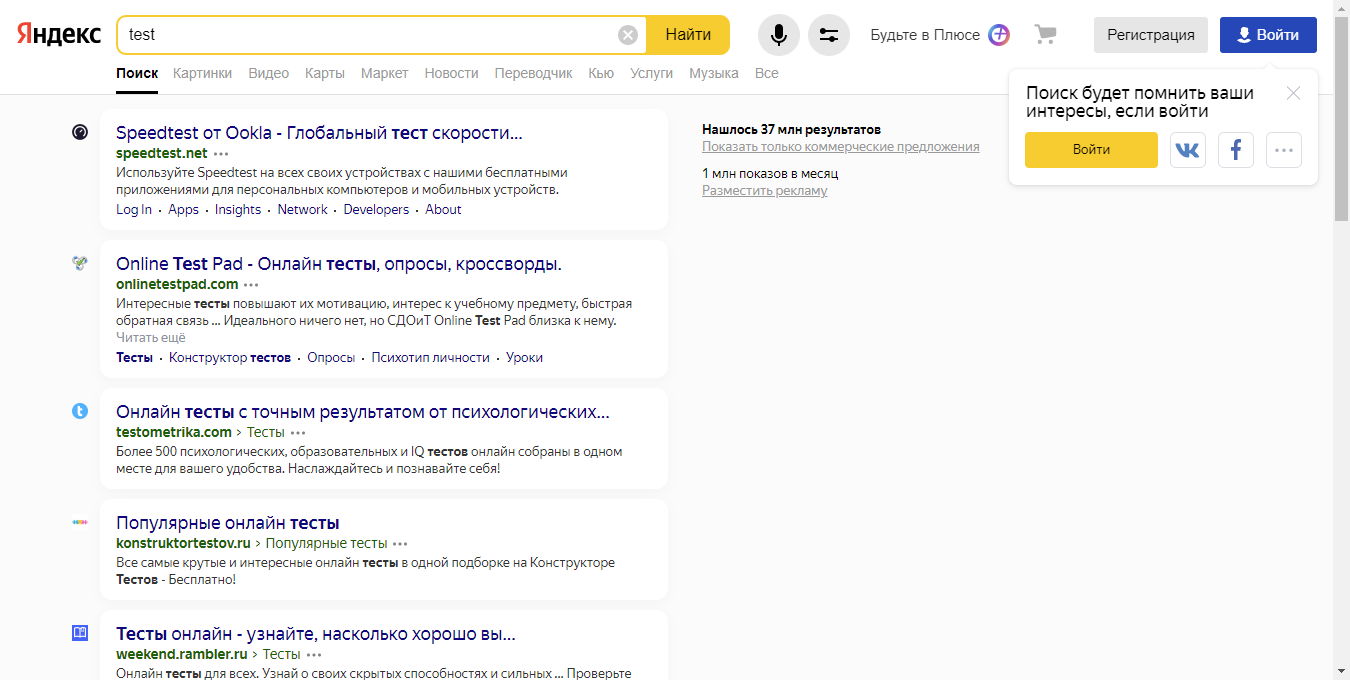 Яндекс
test
Найти
Будьте в Плюсе
Регистрация
Войти
Поиск Картинки Видео Карты Маркет Новости Переводчик Кью Услуги Музыка Все
Поиск будет помнить ваши
интересы, если войти
Войти
Speedtest от Ookla - Глобальный тест скорости...
speedtest.net
Используйте Speedtest на всех своих устройствах с нашими бесплатными
приложениями для персональных компьютеров и мобильных устройств.
Log In · Apps · Insights · Network · Developers · About
Online Test Pad - Онлайн тесты, опросы, кроссворды.
onlinetestpad.com
Интересные тесты повышают их мотивацию, интерес к учебному предмету, быстрая
обратная связь ... Идеального ничего нет, но СДОиТ Online Test Pad близка к нему.
Читать ещё
Тесты · Конструктор тестов · Опросы · Психотип личности · Уроки
Онлайн тесты с точным результатом от психологических...
testometrika.com › Тесты
Более 500 психологических, образовательных и IQ тестов онлайн собраны в одном
месте для вашего удобства. Наслаждайтесь и познавайте себя!
Популярные онлайн тесты
konstruktortestov.ru › Популярные тесты
Все самые крутые и интересные онлайн тесты в одной подборке на Конструкторе
Тестов - Бесплатно!
Тесты онлайн - узнайте, насколько хорошо вы...
weekend.rambler.ru › Тесты
Онлайн тесты для всех. Узнай о своих скрытых способностях и сильных ... Проверьте
Нашлось 37 млн результатов
Показать только коммерческие предложения
1 млн показов в месяц
Разместить рекламу